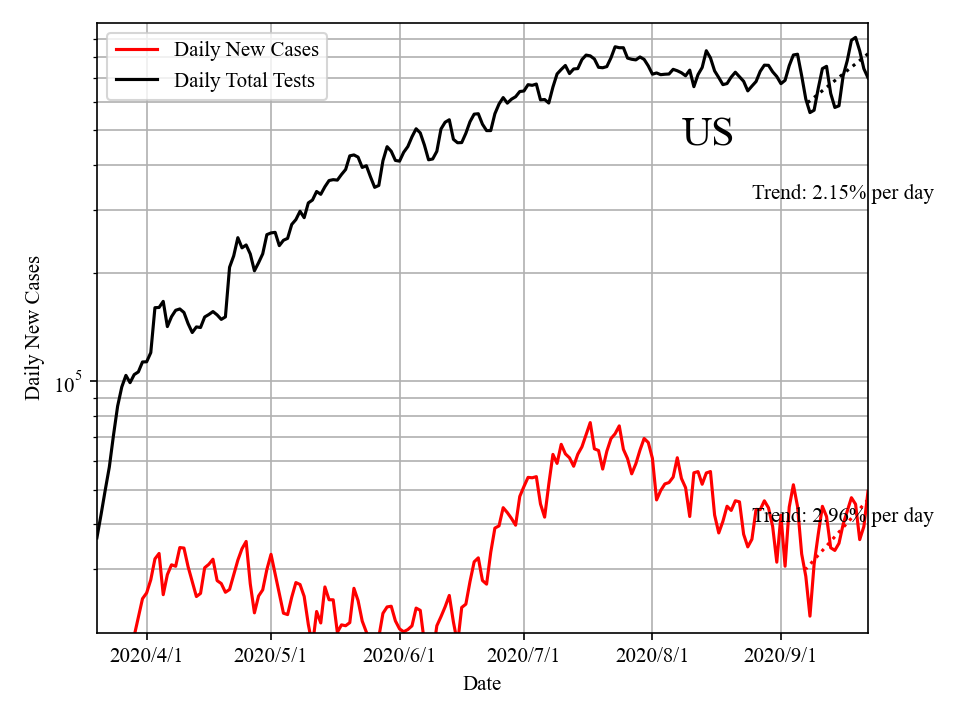 Daily New Cases
Daily Total Tests
US
Trend: 2.15% per day
Trend: 2.96% per day
Daily New Cases
10^5
2020/4/1 2020/5/1 2020/6/1 2020/7/1 2020/8/1 2020/9/1
Date